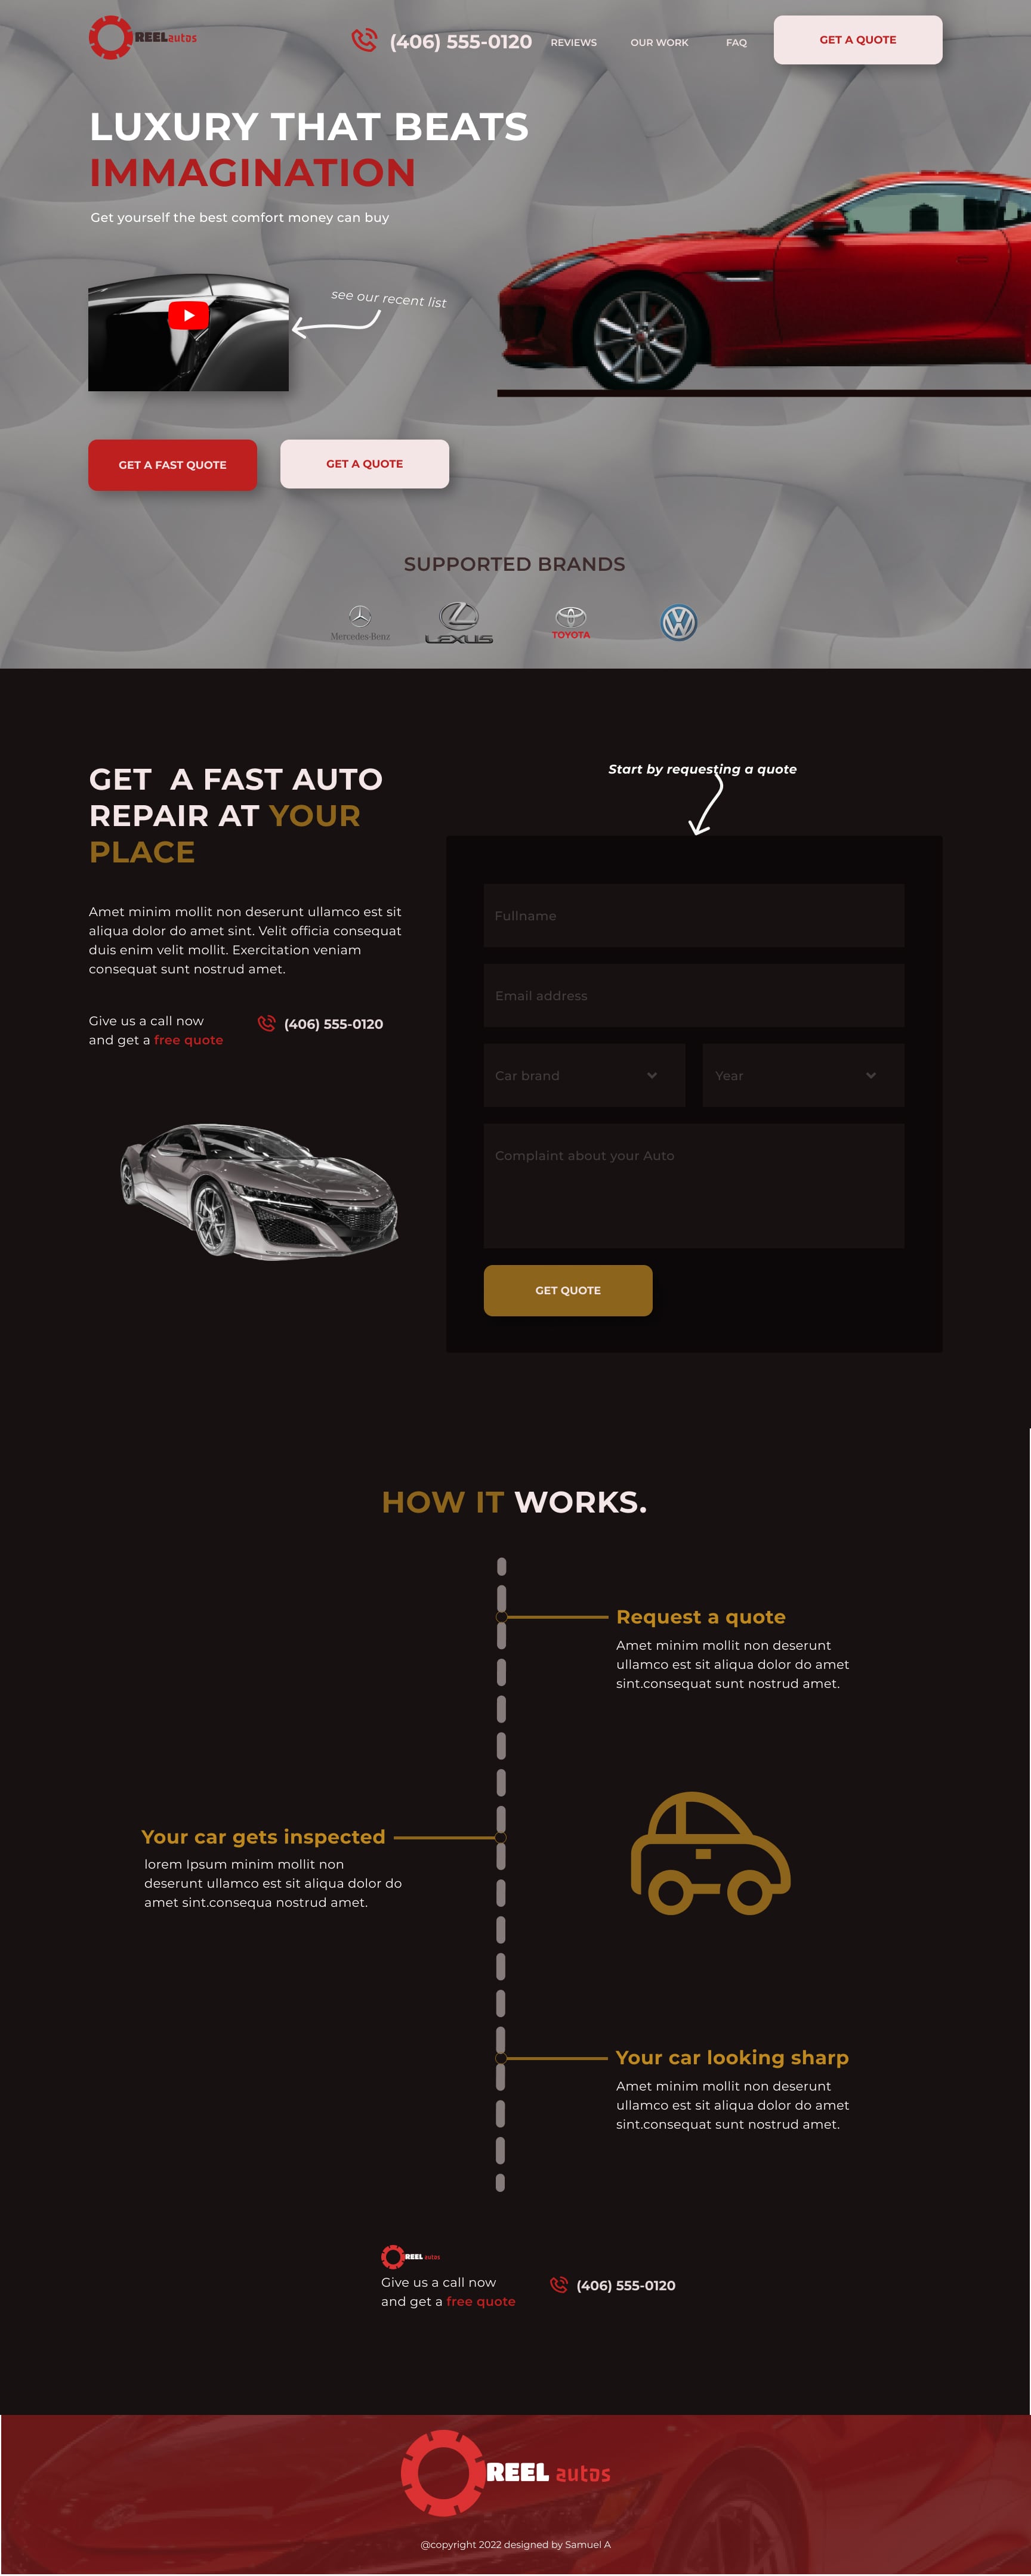 REEL autos
(406) 555-0120
REVIEWS
OUR WORK
FAQ
GET A QUOTE
LUXURY THAT BEATS
IMMAGINATION
Get yourself the best comfort money can buy
see our recent list
GET A FAST QUOTE
GET A QUOTE
SUPPORTED BRANDS
Mercedes-Benz
LEXUS
TOYOTA
GET A FAST AUTO
REPAIR AT YOUR
PLACE
Amet minim mollit non deserunt ullamco est sit
aliqua dolor do amet sint. Velit officia consequat
duis enim velit mollit. Exercitation veniam
consequat sunt nostrud amet.
Give us a call now
and get a free quote
(406) 555-0120
Start by requesting a quote
Fullname
Email address
Car brand
Year
Complaint about your Auto
GET QUOTE
HOW IT WORKS.
Request a quote
Amet minim mollit non deserunt
ullamco est sit aliqua dolor do amet
sint.consequat sunt nostrud amet.
Your car gets inspected
lorem Ipsum minim mollit non
deserunt ullamco est sit aliqua dolor do
amet sint.consequa nostrud amet.
Your car looking sharp
Amet minim mollit non deserunt
ullamco est sit aliqua dolor do amet
sint.consequat sunt nostrud amet.
REEL autos
Give us a call now
and get a free quote
(406) 555-0120
REEL autos
@copyright 2022 designed by Samuel A